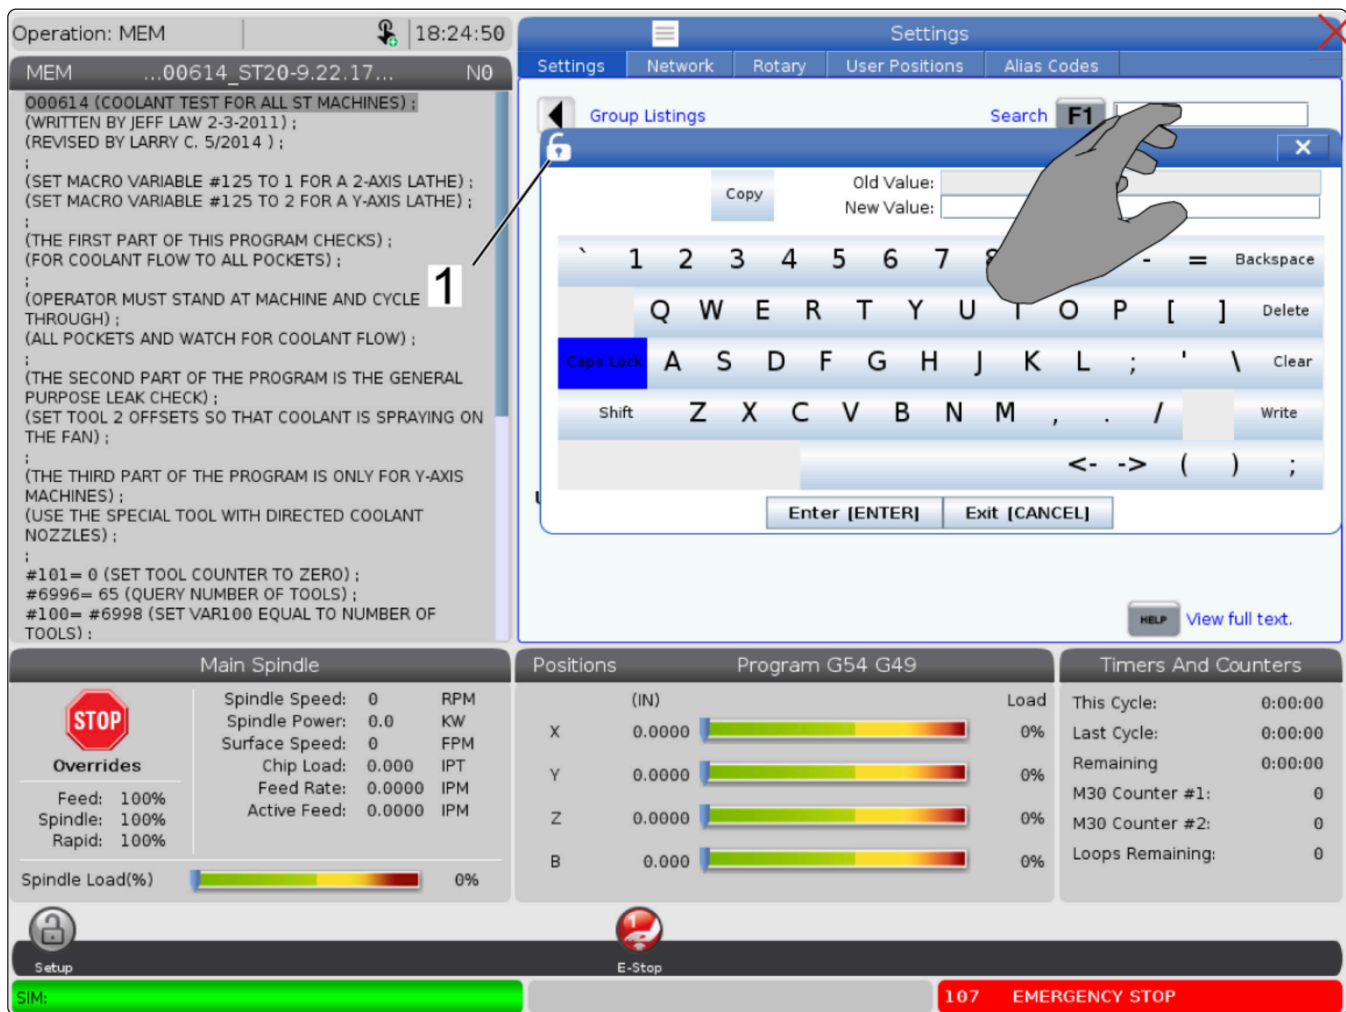 Operation: MEM
18:24:50
MEM
...00614_ST20-9.22.17...
N0
O00614 (COOLANT TEST FOR ALL ST MACHINES) ;
(WRITTEN BY JEFF LAW 2-3-2011) ;
(REVISED BY LARRY C. 5/2014 ) ;
;
(SET MACRO VARIABLE #125 TO 1 FOR A 2-AXIS LATHE) ;
(SET MACRO VARIABLE #125 TO 2 FOR A Y-AXIS LATHE) ;
;
(THE FIRST PART OF THIS PROGRAM CHECKS) ;
(FOR COOLANT FLOW TO ALL POCKETS) ;
;
(OPERATOR MUST STAND AT MACHINE AND CYCLE
THROUGH) ;
(ALL POCKETS AND WATCH FOR COOLANT FLOW) ;
;
(THE SECOND PART OF THE PROGRAM IS THE GENERAL
PURPOSE LEAK CHECK) ;
(SET TOOL 2 OFFSETS SO THAT COOLANT IS SPRAYING ON
THE FAN) ;
;
(THE THIRD PART OF THE PROGRAM IS ONLY FOR Y-AXIS
MACHINES) ;
(USE THE SPECIAL TOOL WITH DIRECTED COOLANT
NOZZLES) ;
;
#101= 0 (SET TOOL COUNTER TO ZERO) ;
#6996= 65 (QUERY NUMBER OF TOOLS) ;
#100= #6998 (SET VAR100 EQUAL TO NUMBER OF
TOOLS) ;
1
Settings
Settings Network Rotary User Positions Alias Codes
Group Listings
Search F1
X
Copy
Old Value:
New Value:
` 1 2 3 4 5 6 7 8 - = Backspace
Q W E R T Y U I O P [ ] Delete
Caps Lock A S D F G H J K L ; ' \ Clear
Shift Z X C V B N M , . / Write
<- -> ( ) ;
Enter [ENTER] Exit [CANCEL]
HELP View full text.
Main Spindle
STOP
Overrides
Feed: 100%
Spindle: 100%
Rapid: 100%
Spindle Speed: 0 RPM
Spindle Power: 0.0 KW
Surface Speed: 0 FPM
Chip Load: 0.000 IPT
Feed Rate: 0.0000 IPM
Active Feed: 0.0000 IPM
Spindle Load(%) 0%
Positions Program G54 G49
(IN) Load
X 0.0000 0%
Y 0.0000 0%
Z 0.0000 0%
B 0.000 0%
Timers And Counters
This Cycle: 0:00:00
Last Cycle: 0:00:00
Remaining 0:00:00
M30 Counter #1: 0
M30 Counter #2: 0
Loops Remaining: 0
Setup
1
E-Stop
SIM:
107 EMERGENCY STOP